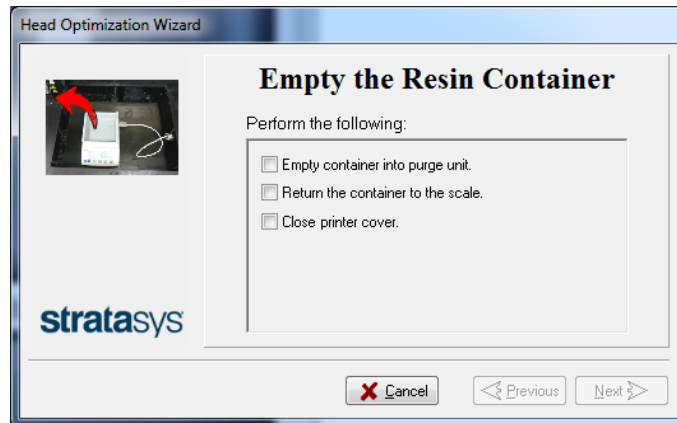 Head Optimization Wizard
Empty the Resin Container
Perform the following:
Empty container into purge unit.
Return the container to the scale.
Close printer cover.
stratasys
Cancel
Previous
Next